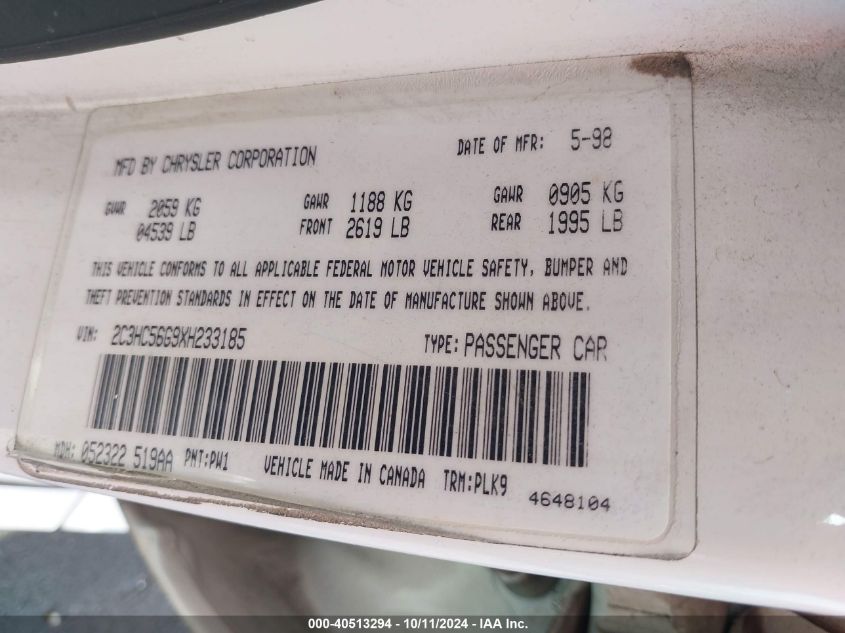 MFD BY CHRYSLER CORPORATION DATE OF MFR: 5-98
GVWR 2059 KG GAWR 1188 KG GAWR 0905 KG
04539 LB FRONT 2619 LB REAR 1995 LB
THIS VEHICLE CONFORMS TO ALL APPLICABLE FEDERAL MOTOR VEHICLE SAFETY, BUMPER AND
THEFT PREVENTION STANDARDS IN EFFECT ON THE DATE OF MANUFACTURE SHOWN ABOVE.
VIN: 2C3HC56G9XH233185 TYPE: PASSENGER CAR
MDH: 052322 519AA PNT:PW1 VEHICLE MADE IN CANADA TRM:PLK9 4648104
000-40513294 - 10/11/2024 - IAA Inc.